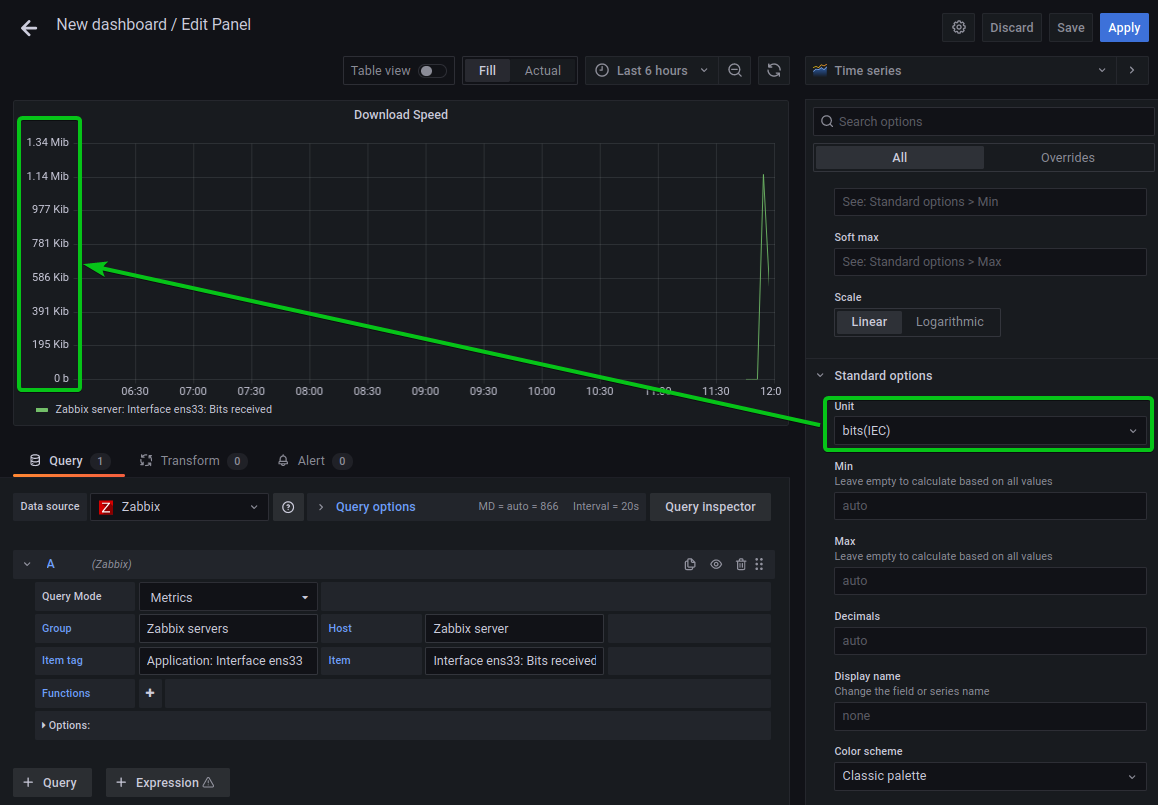 New dashboard / Edit Panel
Discard
Save
Apply
Table view
Fill
Actual
Last 6 hours
Time series
Download Speed
1.34 Mib
1.14 Mib
977 Kib
781 Kib
586 Kib
391 Kib
195 Kib
0 b
06:30 07:00 07:30 08:00 08:30 09:00 09:30 10:00 10:30 11:00 11:30 12:0
Zabbix server: Interface ens33: Bits received
Search options
All
Overrides
See: Standard options > Min
Soft max
See: Standard options > Max
Scale
Linear
Logarithmic
Standard options
Unit
bits(IEC)
Min
Leave empty to calculate based on all values
auto
Max
Leave empty to calculate based on all values
auto
Decimals
auto
Display name
Change the field or series name
none
Color scheme
Classic palette
Query 1
Transform 0
Alert 0
Data source
Z Zabbix
Query options
MD = auto = 866
Interval = 20s
Query inspector
A (Zabbix)
Query Mode
Metrics
Group
Zabbix servers
Host
Zabbix server
Item tag
Application: Interface ens33
Item
Interface ens33: Bits received
Functions
+
Options:
+ Query
+ Expression